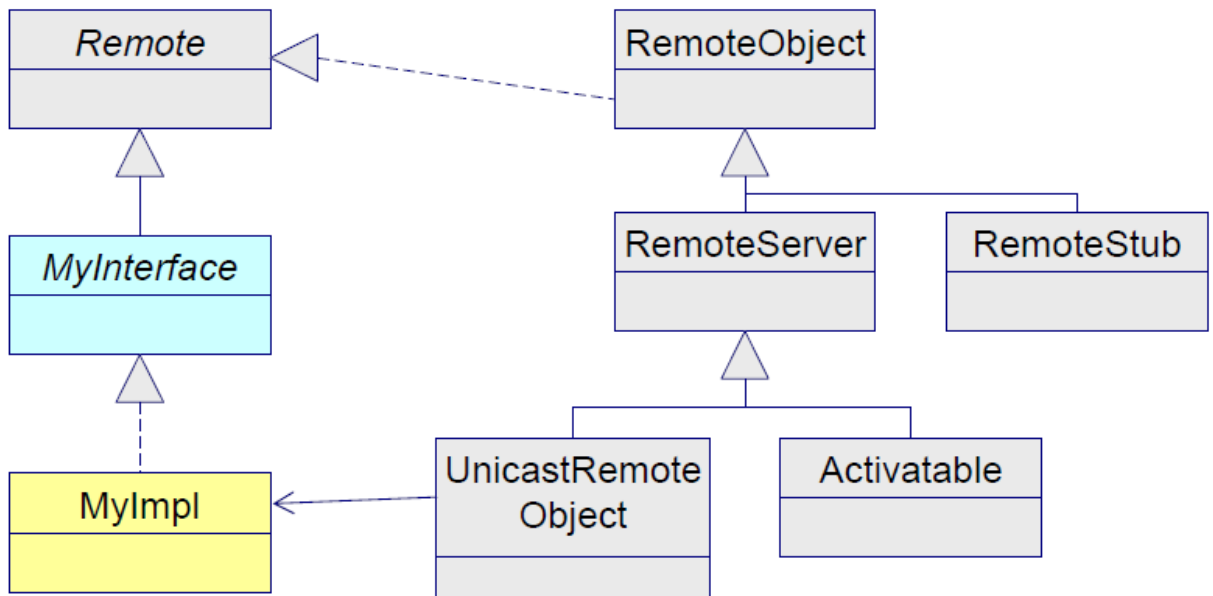 Remote
RemoteObject
MyInterface
RemoteServer
RemoteStub
MyImpl
UnicastRemote
Object
Activatable